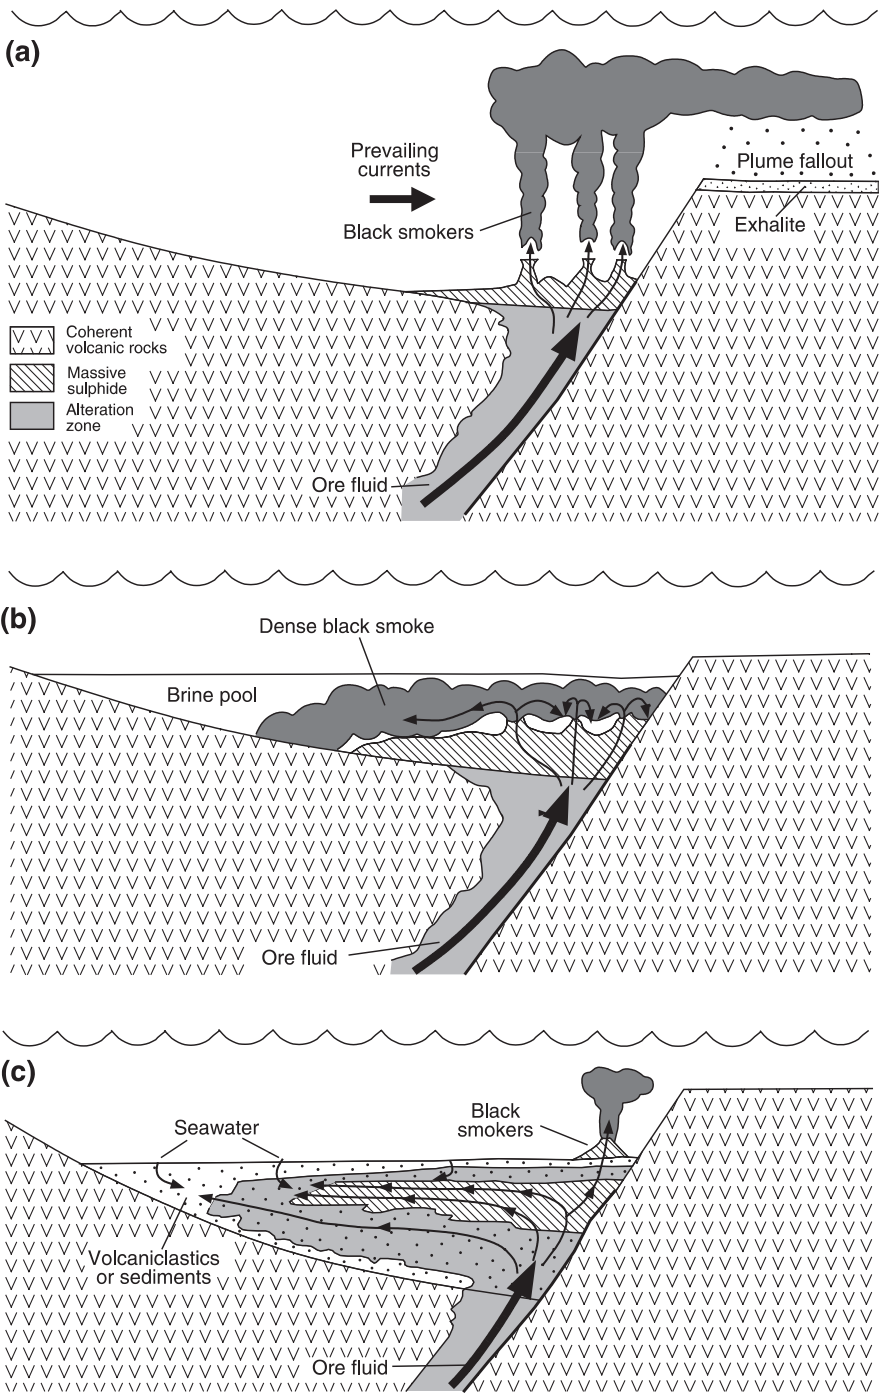 (a)
Prevailing
currents
Black smokers
Plume fallout
Exhalite
Coherent
volcanic rocks
Massive
sulphide
Alteration
zone
Ore fluid
(b)
Dense black smoke
Brine pool
Ore fluid
(c)
Black
smokers
Seawater
Volcaniclastics
or sediments
Ore fluid